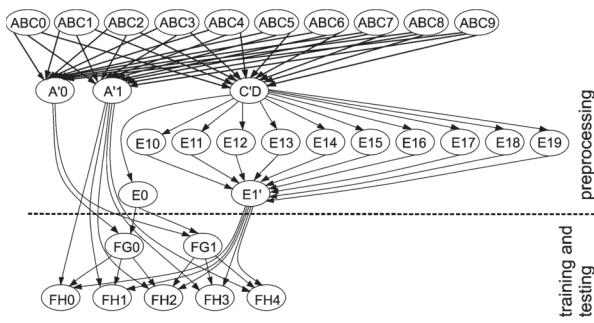 ABC0 ABC1 ABC2 ABC3 ABC4 ABC5 ABC6 ABC7 ABC8 ABC9
A'0 A'1 C'D
E10 E11 E12 E13 E14 E15 E16 E17 E18 E19
E0 E1'
preprocessing
FG0 FG1
FH0 FH1 FH2 FH3 FH4
training and
testing